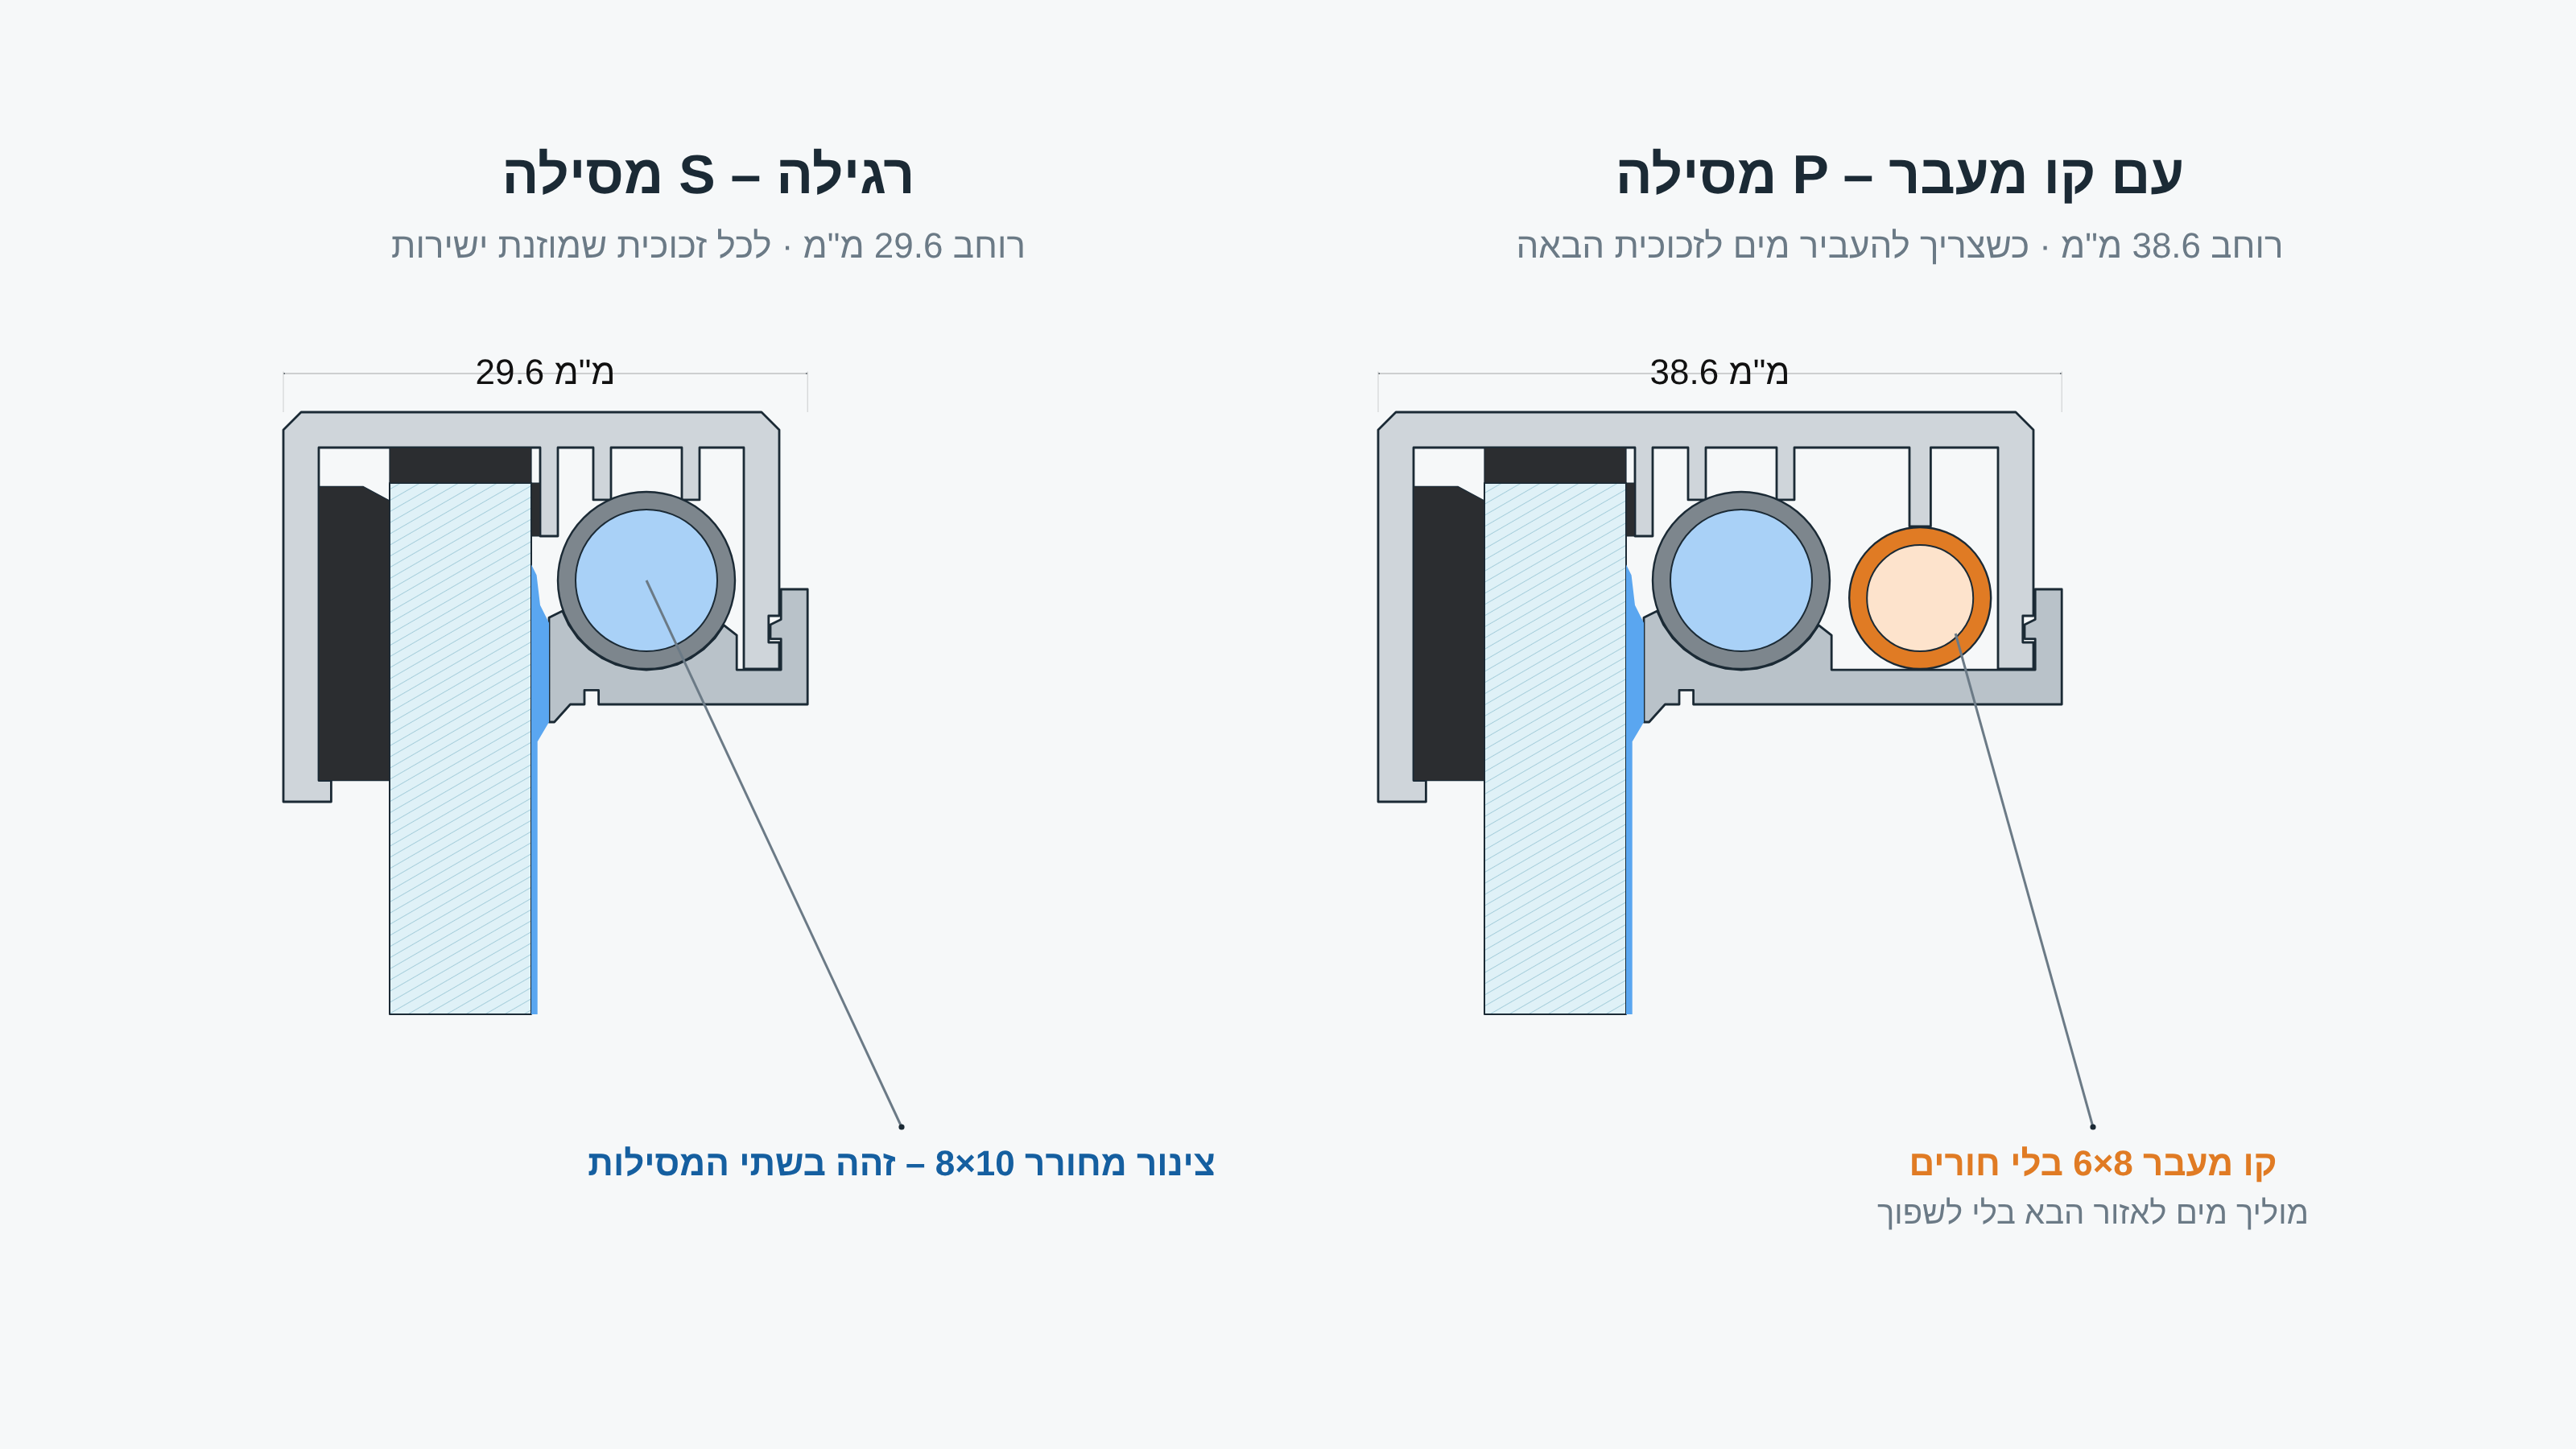 עם קו מעבר – P מסילה
רוחב 38.6 מ"מ · כשצריך להעביר מים לזכוכית הבאה
מ"מ 38.6
קו מעבר 6×8 בלי חורים
מוליך מים לאזור הבא בלי לשפוך
רגילה – S מסילה
רוחב 29.6 מ"מ · לכל זכוכית שמוזנת ישירות
מ"מ 29.6
צינור מחורר 8×10 – זהה בשתי המסילות